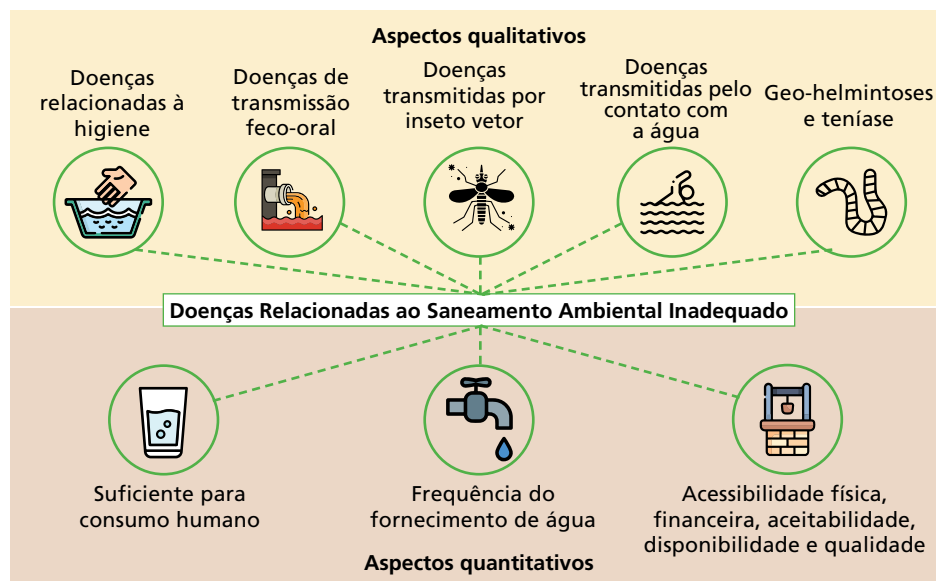 Aspectos qualitativos
Doenças
relacionadas à
higiene
Doenças de
transmissão
feco-oral
Doenças
transmitidas por
inseto vetor
Doenças
transmitidas pelo
contato com
a água
Geo-helmintoses
e teníase
Doenças Relacionadas ao Saneamento Ambiental Inadequado
Suficiente para
consumo humano
Frequência do
fornecimento de água
Acessibilidade física,
financeira, aceitabilidade,
disponibilidade e qualidade
Aspectos quantitativos